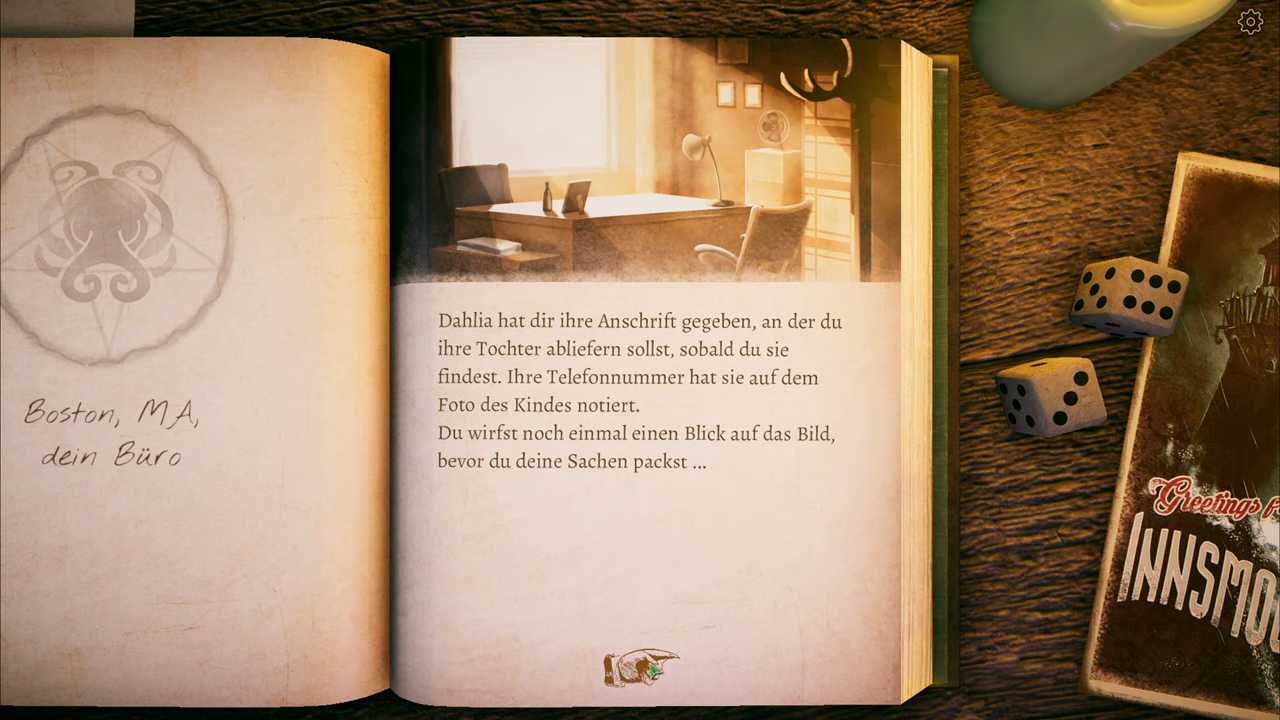 Boston, MA,
dein Büro
Dahlia hat dir ihre Anschrift gegeben, an der du
ihre Tochter abliefern sollst, sobald du sie
findest. Ihre Telefonnummer hat sie auf dem
Foto des Kindes notiert.
Du wirfst noch einmal einen Blick auf das Bild,
bevor du deine Sachen packst ...
Greetings f
INNSMO